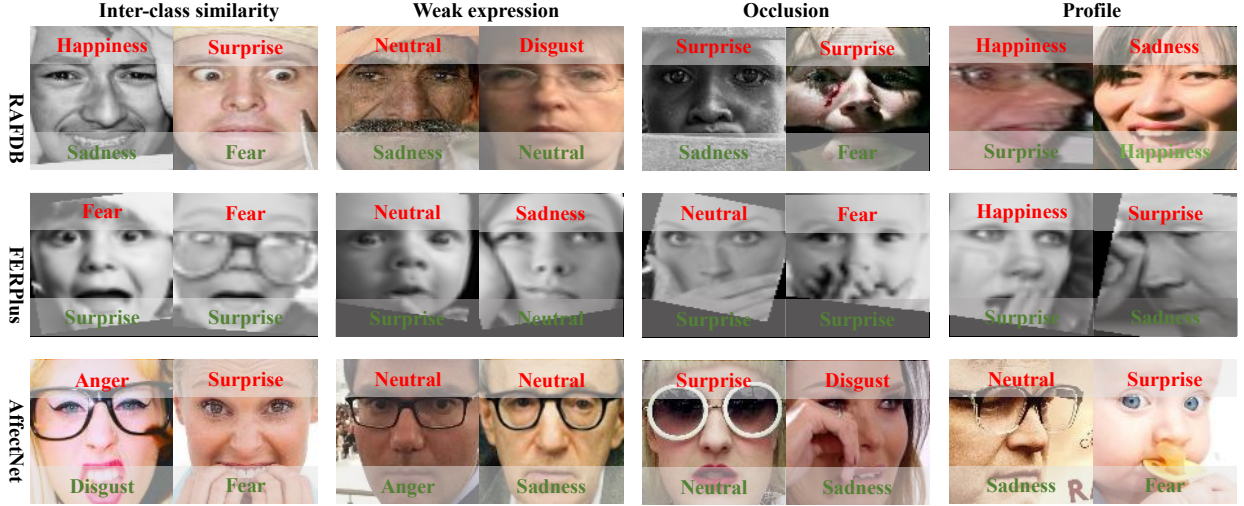 Inter-class similarity Weak expression Occlusion Profile
RAFDB
Happiness Surprise Neutral Disgust Surprise Surprise Happiness Sadness
Sadness Fear Sadness Neutral Sadness Fear Surprise Happiness
FERPlus
Fear Fear Neutral Sadness Neutral Fear Happiness Surprise
Surprise Surprise Surprise Neutral Surprise Surprise Surprise Sadness
AffectNet
Anger Surprise Neutral Neutral Surprise Disgust Neutral Surprise
Disgust Fear Anger Sadness Neutral Sadness Sadness Fear